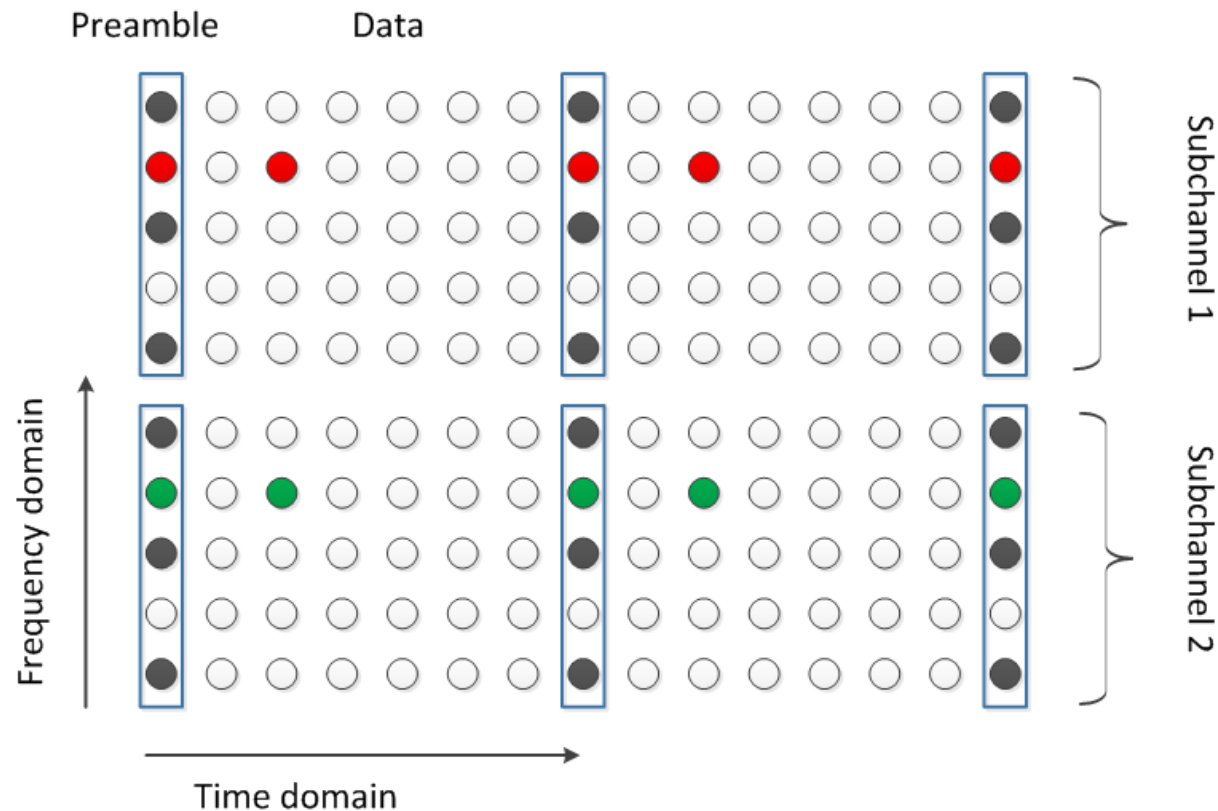 Preamble
Data
Subchannel 1
Frequency domain
Subchannel 2
Time domain